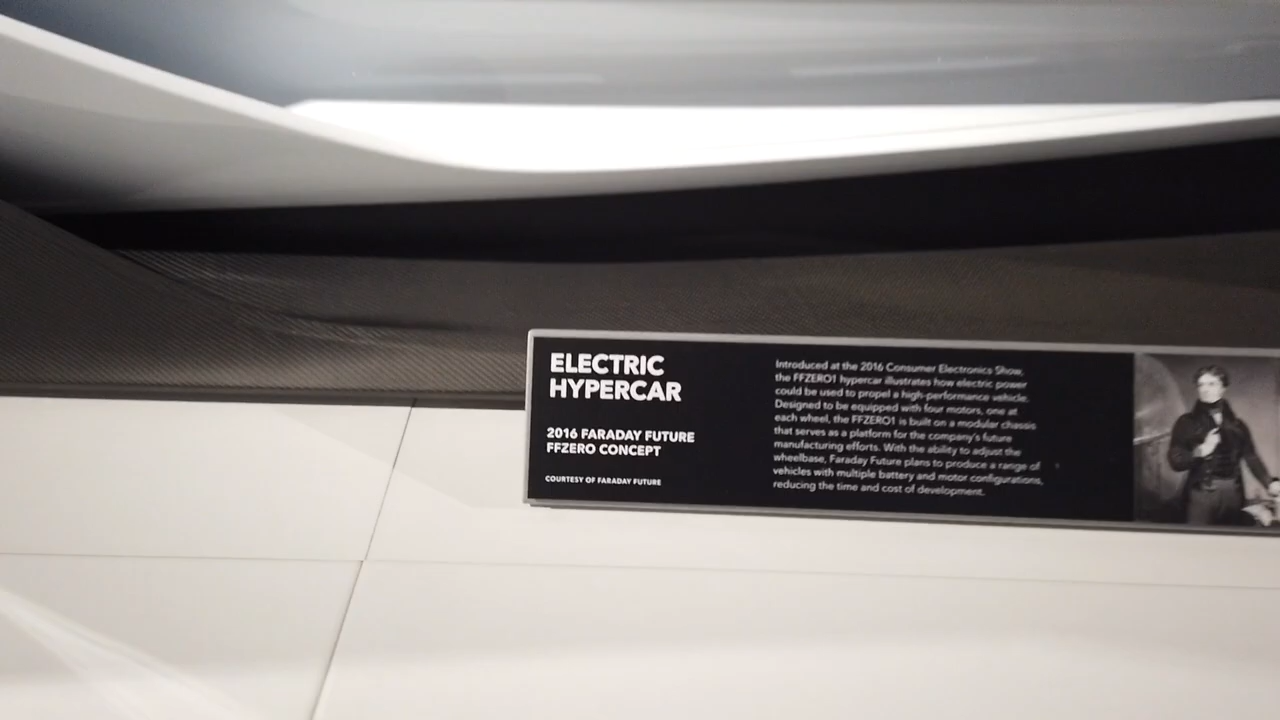 ELECTRIC
HYPERCAR
2016 FARADAY FUTURE
FFZERO CONCEPT
COURTESY OF FARADAY FUTURE
Introduced at the 2016 Consumer Electronics Show,
the FFZERO1 hypercar illustrates how electric power
could be used to propel a high-performance vehicle.
Designed to be equipped with four motors, one at
each wheel, the FFZERO1 is built on a modular chassis
that serves as a platform for the company's future
manufacturing efforts. With the ability to adjust the
wheelbase, Faraday Future plans to produce a range of
vehicles with multiple battery and motor configurations,
reducing the time and cost of development.